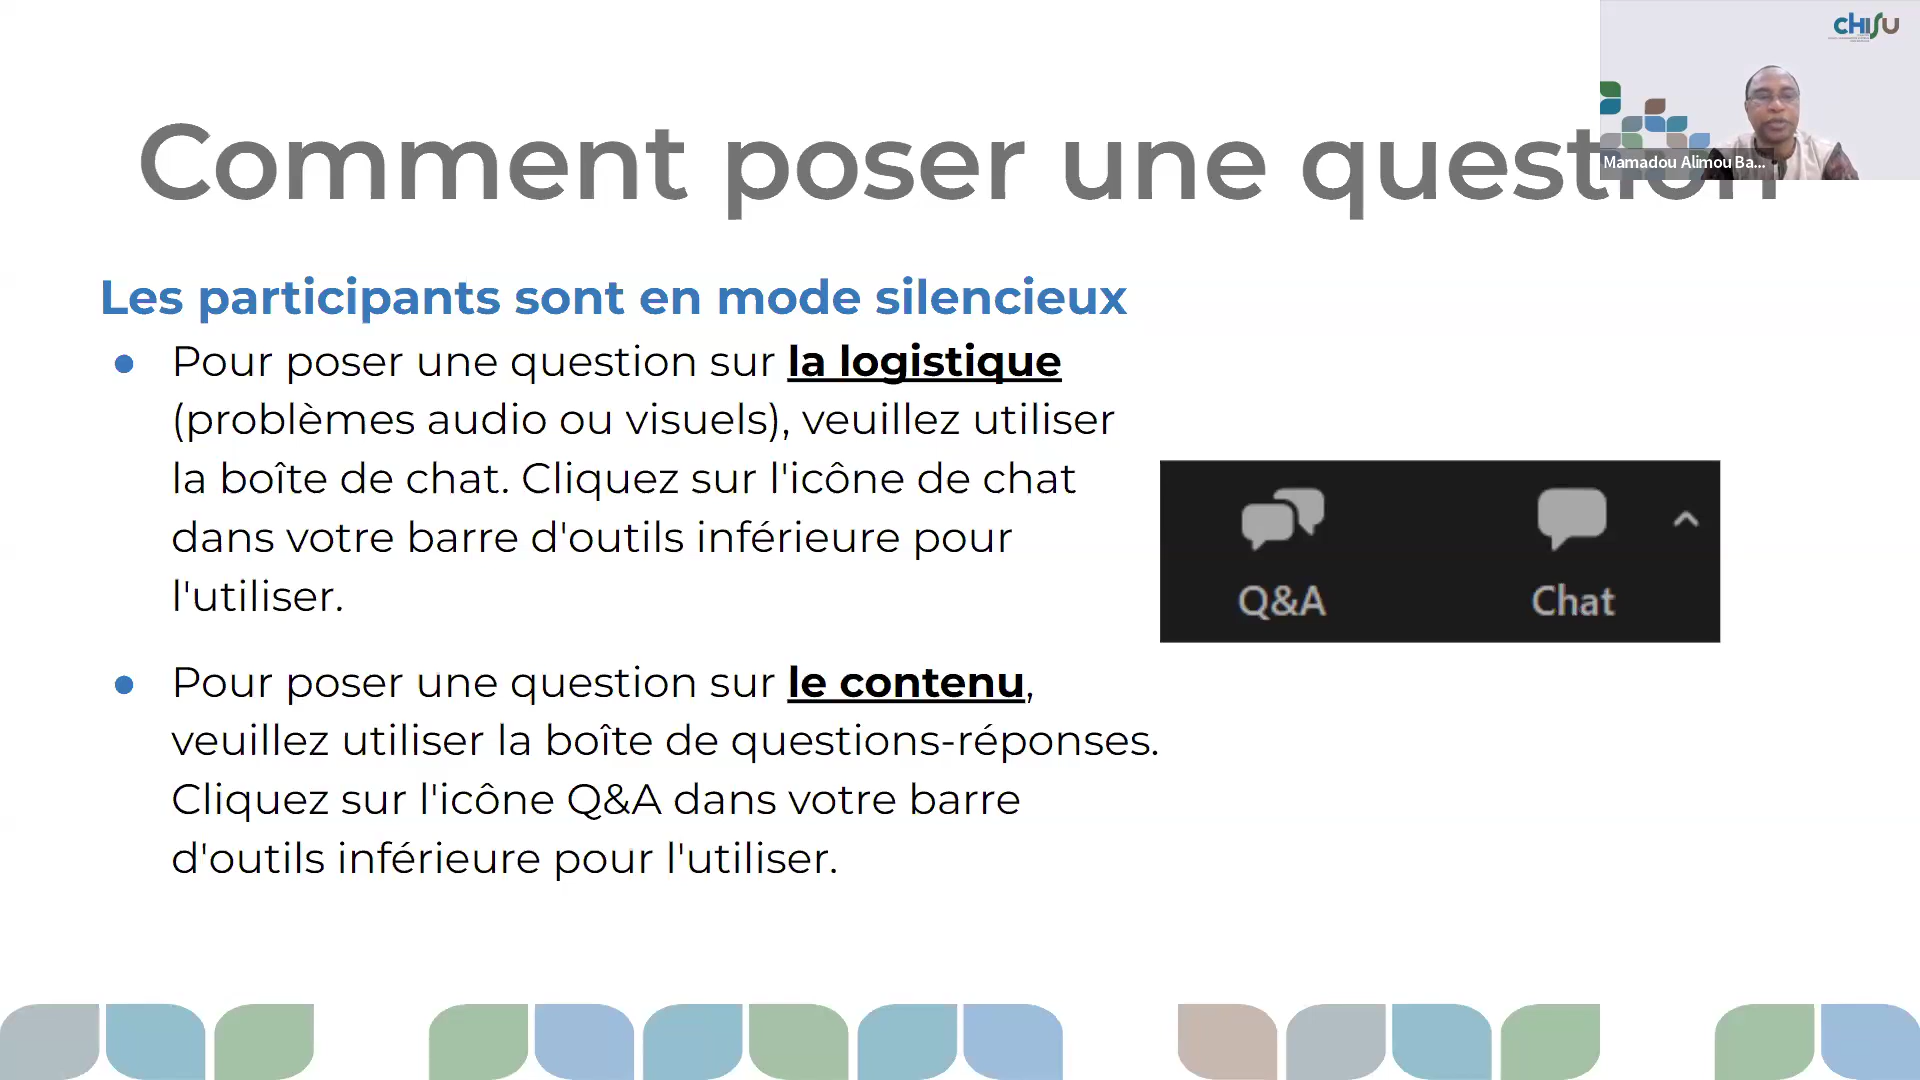 CHISU
Comment poser une question
Mamadou Alimou Ba...
Les participants sont en mode silencieux
● Pour poser une question sur la logistique
(problèmes audio ou visuels), veuillez utiliser
la boîte de chat. Cliquez sur l'icône de chat
dans votre barre d'outils inférieure pour
l'utiliser.
● Pour poser une question sur le contenu,
veuillez utiliser la boîte de questions-réponses.
Cliquez sur l'icône Q&A dans votre barre
d'outils inférieure pour l'utiliser.
Q&A
Chat